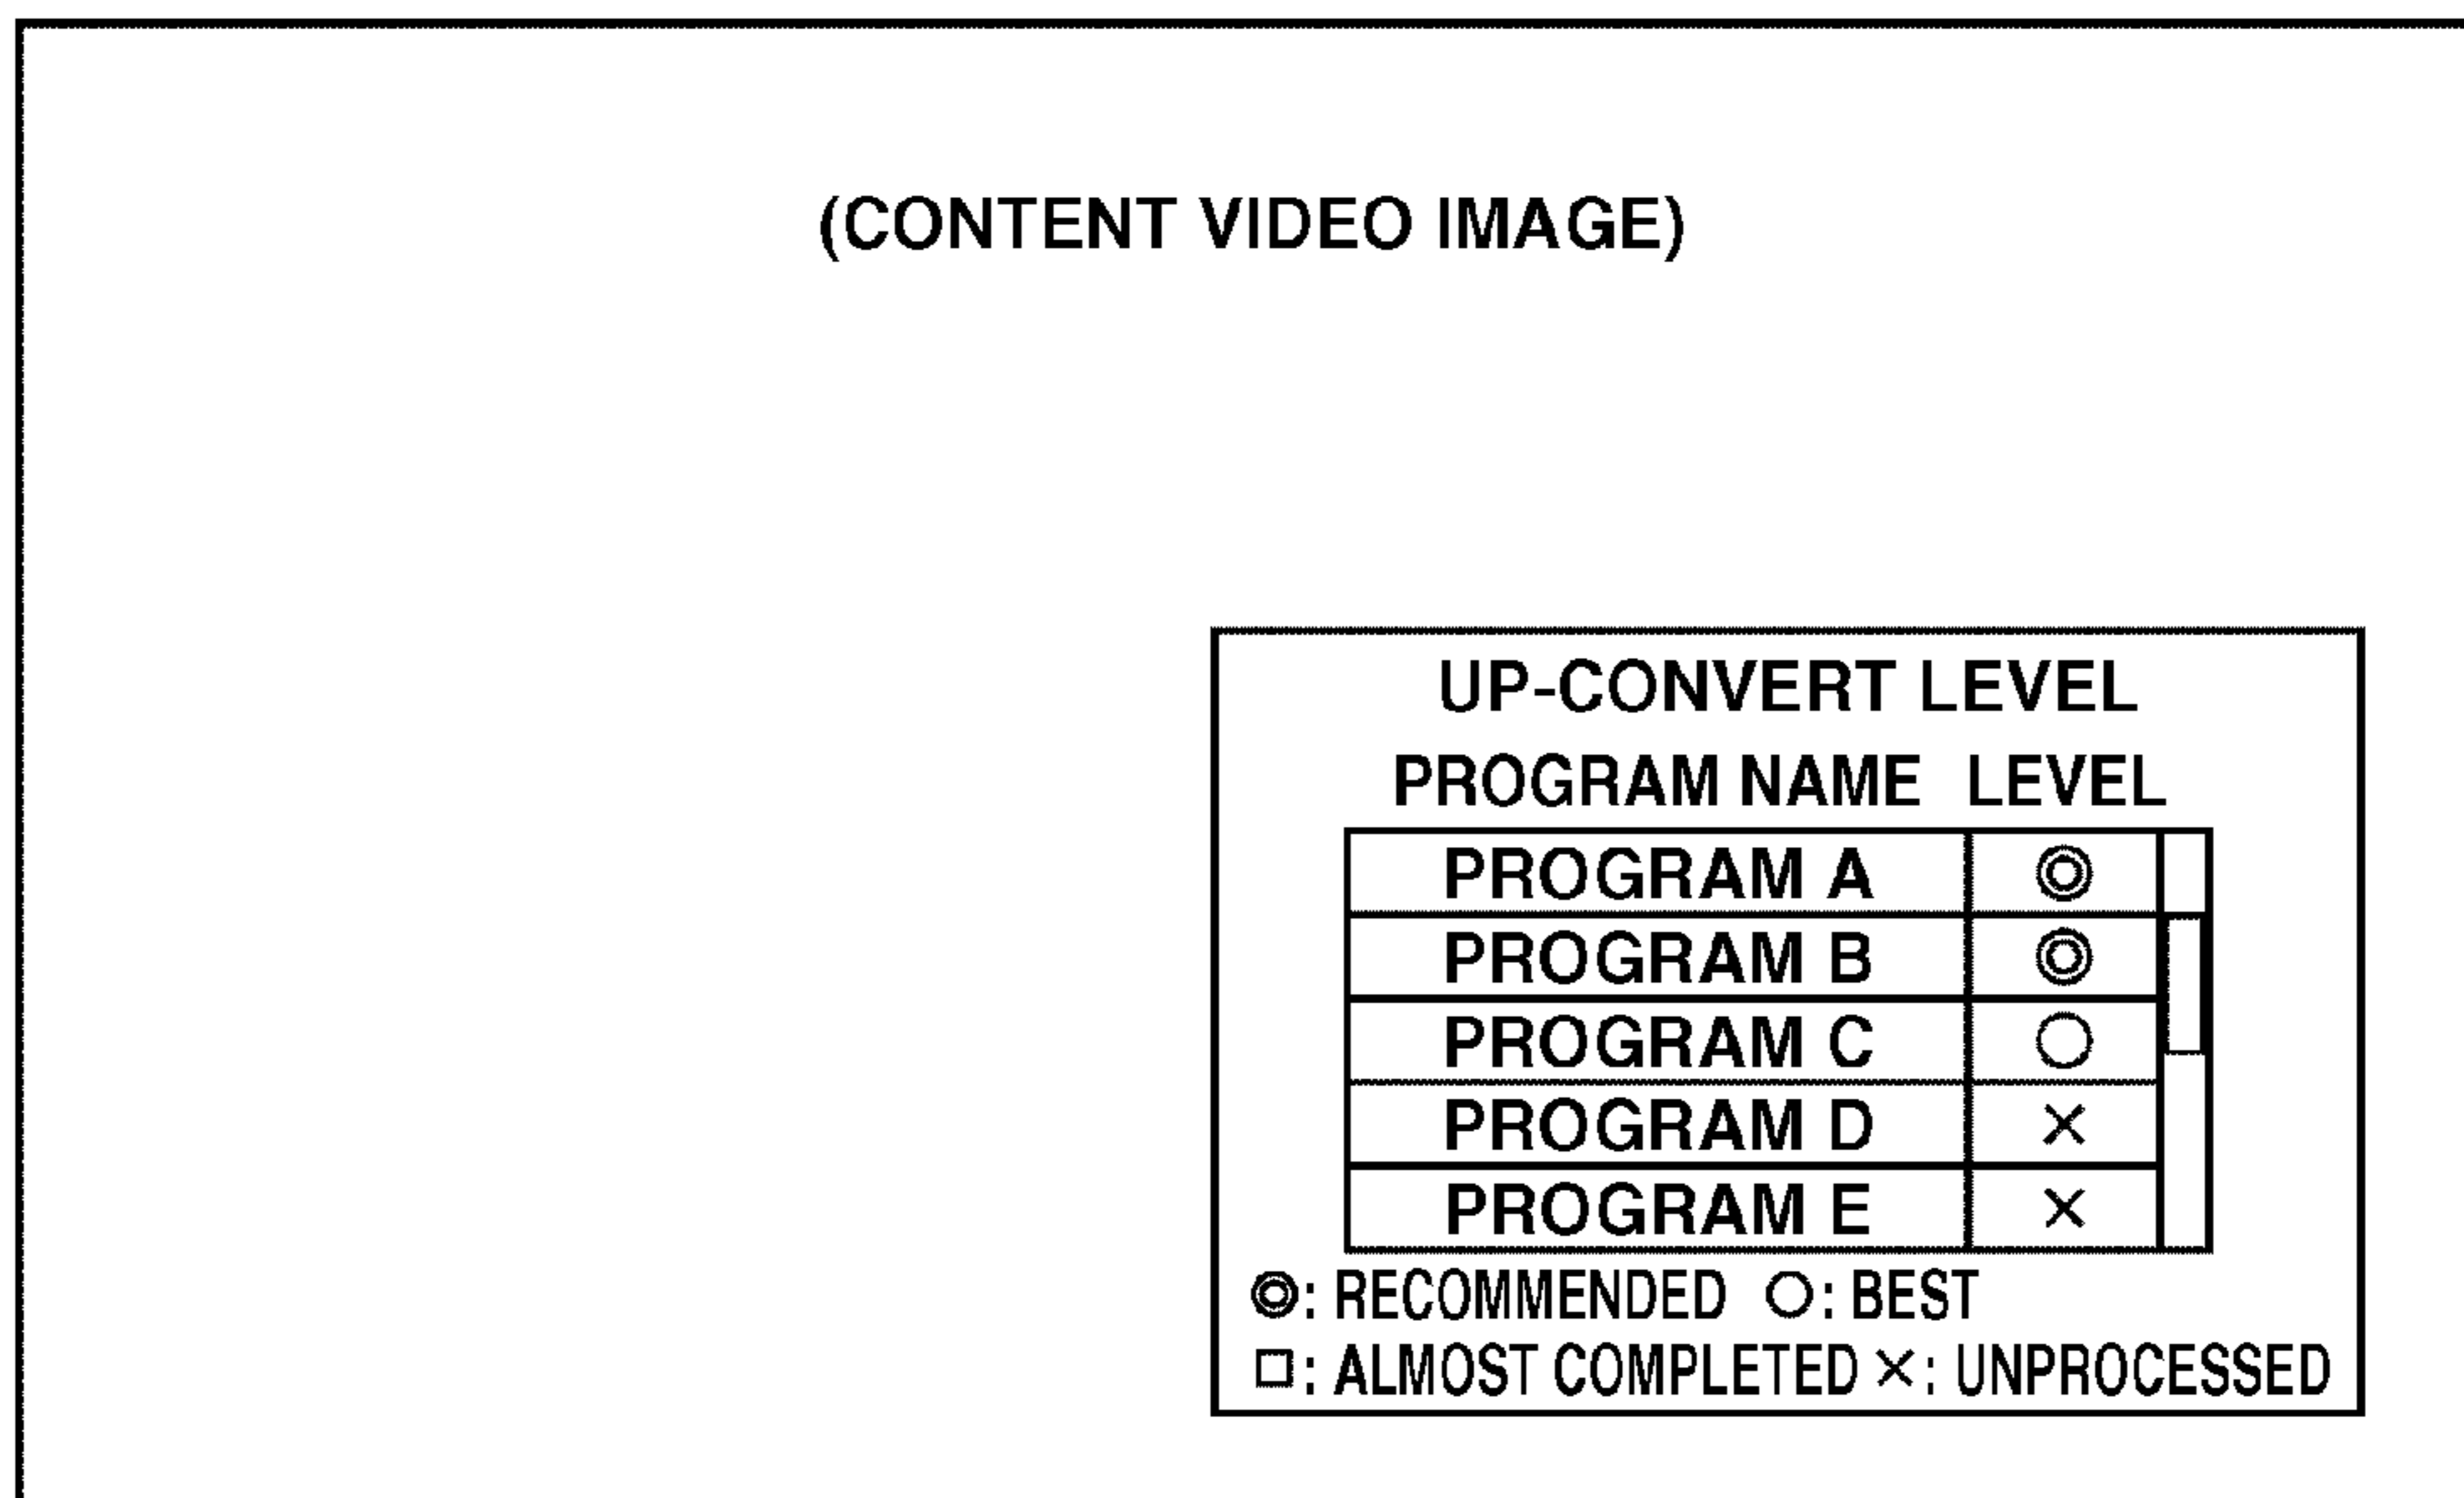 (CONTENT VIDEO IMAGE)
UP-CONVERT LEVEL
PROGRAM NAME LEVEL
PROGRAM A ◎
PROGRAM B ◎
PROGRAM C ○
PROGRAM D ×
PROGRAM E ×
◎: RECOMMENDED ○: BEST
□: ALMOST COMPLETED ×: UNPROCESSED